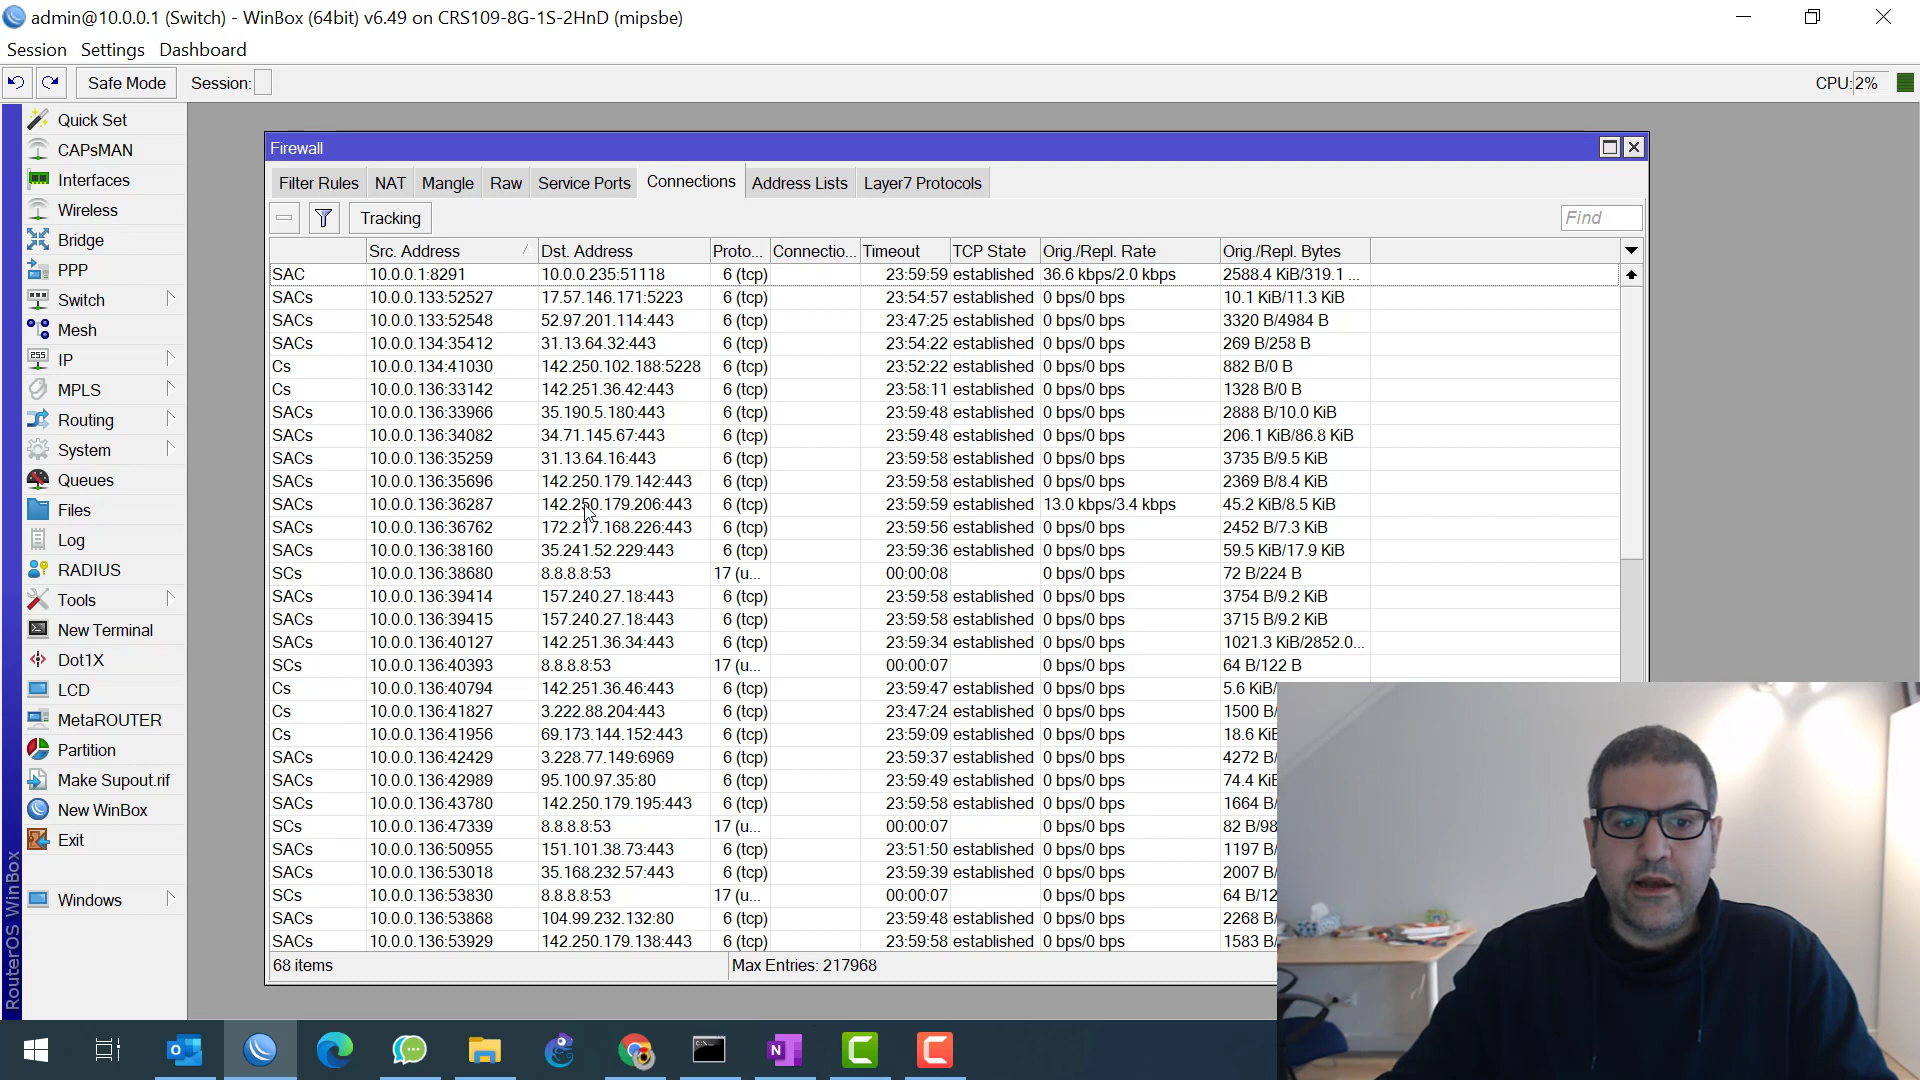 admin@10.0.0.1 (Switch) - WinBox (64bit) v6.49 on CRS109-8G-1S-2HnD (mipsbe)
Session Settings Dashboard
Safe Mode Session: CPU: 2%
Quick Set
CAPsMAN
Interfaces
Wireless
Bridge
PPP
Switch
Mesh
IP
MPLS
Routing
System
Queues
Files
Log
RADIUS
Tools
New Terminal
Dot1X
LCD
MetaROUTER
Partition
Make Supout.rif
New WinBox
Exit
Windows
RouterOS WinBox
Firewall
Filter Rules NAT Mangle Raw Service Ports Connections Address Lists Layer7 Protocols
Tracking Find
Src. Address Dst. Address Proto... Connectio... Timeout TCP State Orig./Repl. Rate Orig./Repl. Bytes
SAC 10.0.0.1:8291 10.0.0.235:51118 6 (tcp) 23:59:59 established 36.6 kbps/2.0 kbps 2588.4 KiB/319.1 ...
SACs 10.0.0.133:52527 17.57.146.171:5223 6 (tcp) 23:54:57 established 0 bps/0 bps 10.1 KiB/11.3 KiB
SACs 10.0.0.133:52548 52.97.201.114:443 6 (tcp) 23:47:25 established 0 bps/0 bps 3320 B/4984 B
SACs 10.0.0.134:35412 31.13.64.32:443 6 (tcp) 23:54:22 established 0 bps/0 bps 269 B/258 B
Cs 10.0.0.134:41030 142.250.102.188:5228 6 (tcp) 23:52:22 established 0 bps/0 bps 882 B/0 B
Cs 10.0.0.136:33142 142.251.36.42:443 6 (tcp) 23:58:11 established 0 bps/0 bps 1328 B/0 B
SACs 10.0.0.136:33966 35.190.5.180:443 6 (tcp) 23:59:48 established 0 bps/0 bps 2888 B/10.0 KiB
SACs 10.0.0.136:34082 34.71.145.67:443 6 (tcp) 23:59:48 established 0 bps/0 bps 206.1 KiB/86.8 KiB
SACs 10.0.0.136:35259 31.13.64.16:443 6 (tcp) 23:59:58 established 0 bps/0 bps 3735 B/9.5 KiB
SACs 10.0.0.136:35696 142.250.179.142:443 6 (tcp) 23:59:58 established 0 bps/0 bps 2369 B/8.4 KiB
SACs 10.0.0.136:36287 142.250.179.206:443 6 (tcp) 23:59:59 established 13.0 kbps/3.4 kbps 45.2 KiB/8.5 KiB
SACs 10.0.0.136:36762 172.217.168.226:443 6 (tcp) 23:59:56 established 0 bps/0 bps 2452 B/7.3 KiB
SACs 10.0.0.136:38160 35.241.52.229:443 6 (tcp) 23:59:36 established 0 bps/0 bps 59.5 KiB/17.9 KiB
SCs 10.0.0.136:38680 8.8.8.8:53 17 (u... 00:00:08 0 bps/0 bps 72 B/224 B
SACs 10.0.0.136:39414 157.240.27.18:443 6 (tcp) 23:59:58 established 0 bps/0 bps 3754 B/9.2 KiB
SACs 10.0.0.136:39415 157.240.27.18:443 6 (tcp) 23:59:58 established 0 bps/0 bps 3715 B/9.2 KiB
SACs 10.0.0.136:40127 142.251.36.34:443 6 (tcp) 23:59:34 established 0 bps/0 bps 1021.3 KiB/2852.0...
SCs 10.0.0.136:40393 8.8.8.8:53 17 (u... 00:00:07 0 bps/0 bps 64 B/122 B
Cs 10.0.0.136:40794 142.251.36.46:443 6 (tcp) 23:59:47 established 0 bps/0 bps 5.6 KiB/
Cs 10.0.0.136:41827 3.222.88.204:443 6 (tcp) 23:47:24 established 0 bps/0 bps 1500 B/
Cs 10.0.0.136:41956 69.173.144.152:443 6 (tcp) 23:59:09 established 0 bps/0 bps 18.6 KiB
SACs 10.0.0.136:42429 3.228.77.149:6969 6 (tcp) 23:59:37 established 0 bps/0 bps 4272 B/
SACs 10.0.0.136:42989 95.100.97.35:80 6 (tcp) 23:59:49 established 0 bps/0 bps 74.4 KiB
SACs 10.0.0.136:43780 142.250.179.195:443 6 (tcp) 23:59:58 established 0 bps/0 bps 1664 B/
SCs 10.0.0.136:47339 8.8.8.8:53 17 (u... 00:00:07 0 bps/0 bps 82 B/98
SACs 10.0.0.136:50955 151.101.38.73:443 6 (tcp) 23:51:50 established 0 bps/0 bps 1197 B/
SACs 10.0.0.136:53018 35.168.232.57:443 6 (tcp) 23:59:39 established 0 bps/0 bps 2007 B/
SCs 10.0.0.136:53830 8.8.8.8:53 17 (u... 00:00:07 0 bps/0 bps 64 B/12
SACs 10.0.0.136:53868 104.99.232.132:80 6 (tcp) 23:59:48 established 0 bps/0 bps 2268 B/
SACs 10.0.0.136:53929 142.250.179.138:443 6 (tcp) 23:59:58 established 0 bps/0 bps 1583 B/
68 items Max Entries: 217968